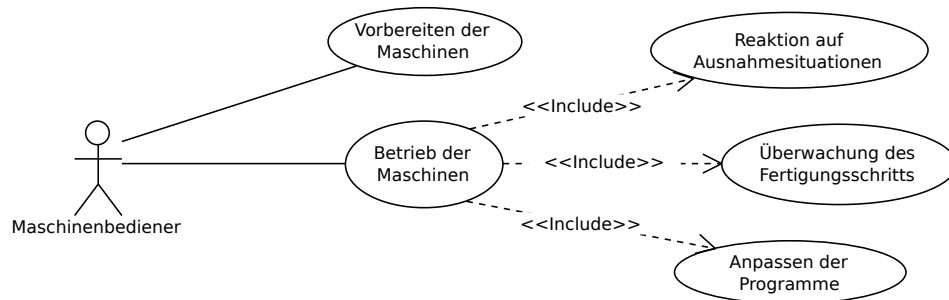 Vorbereiten der
Maschinen
Reaktion auf
Ausnahmesituationen
<<Include>>
Betrieb der
Maschinen
<<Include>>
Überwachung des
Fertigungsschritts
Maschinenbediener
<<Include>>
Anpassen der
Programme